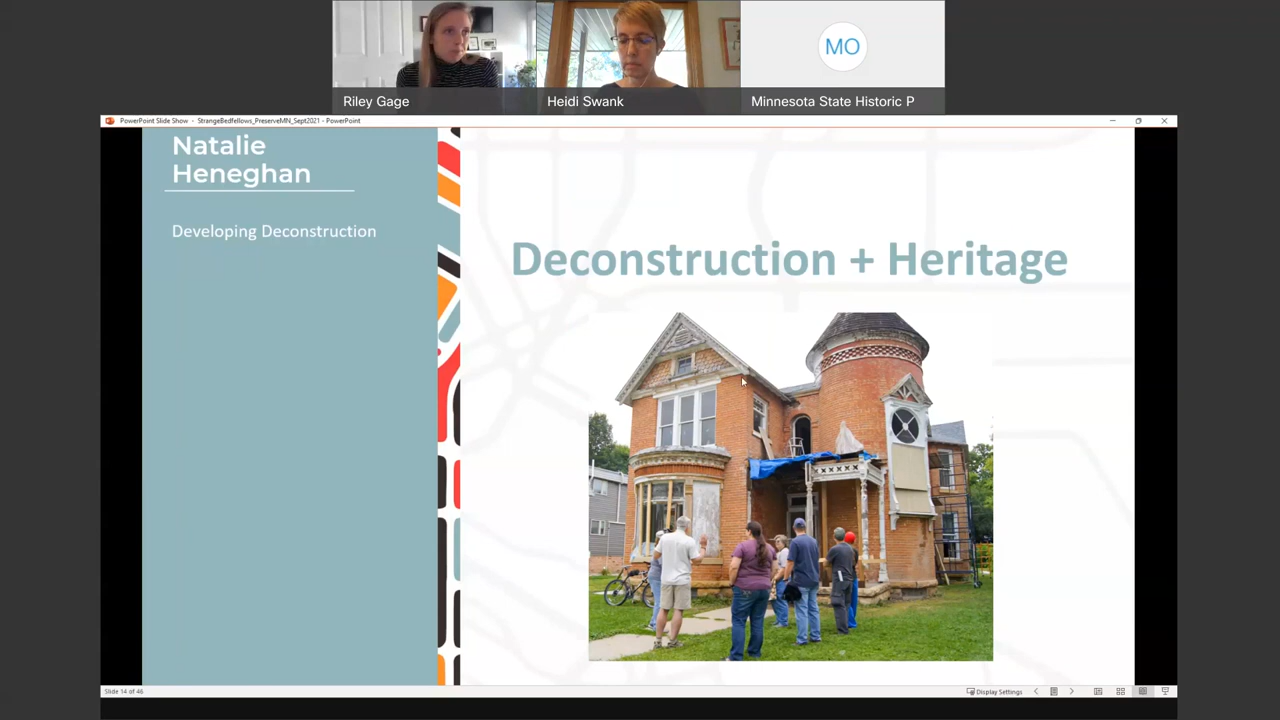 Riley Gage
Heidi Swank
MO
Minnesota State Historic P
PowerPoint Slide Show - StrangeBedfellows_PreserveMN_Sept2021 - PowerPoint
Natalie
Heneghan
Developing Deconstruction
Deconstruction + Heritage
Slide 14 of 46
Display Settings